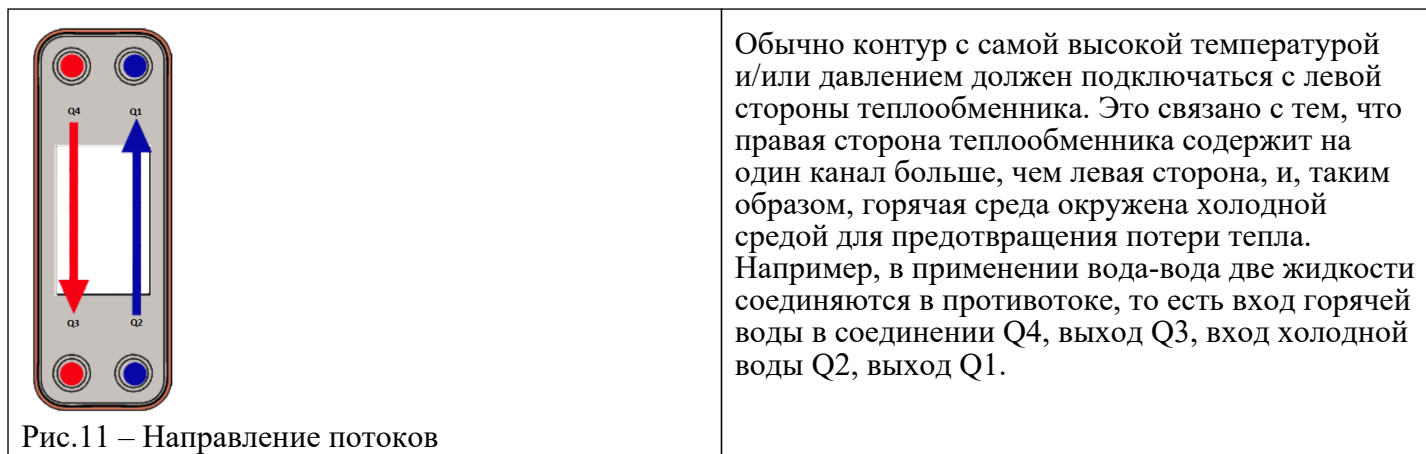 Q4 Q1
Q3 Q2
Рис.11 – Направление потоков
Обычно контур с самой высокой температурой
и/или давлением должен подключаться с левой
стороны теплообменника. Это связано с тем, что
правая сторона теплообменника содержит на
один канал больше, чем левая сторона, и, таким
образом, горячая среда окружена холодной
средой для предотвращения потери тепла.
Например, в применении вода-вода две жидкости
соединяются в противотоке, то есть вход горячей
воды в соединении Q4, выход Q3, вход холодной
воды Q2, выход Q1.